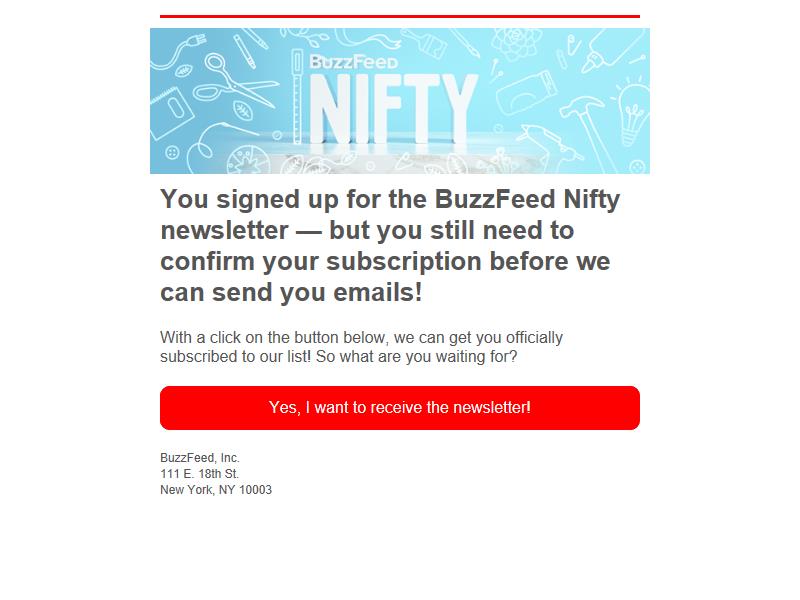 BuzzFeed
NIFTY
You signed up for the BuzzFeed Nifty
newsletter — but you still need to
confirm your subscription before we
can send you emails!
With a click on the button below, we can get you officially
subscribed to our list! So what are you waiting for?
Yes, I want to receive the newsletter!
BuzzFeed, Inc.
111 E. 18th St.
New York, NY 10003